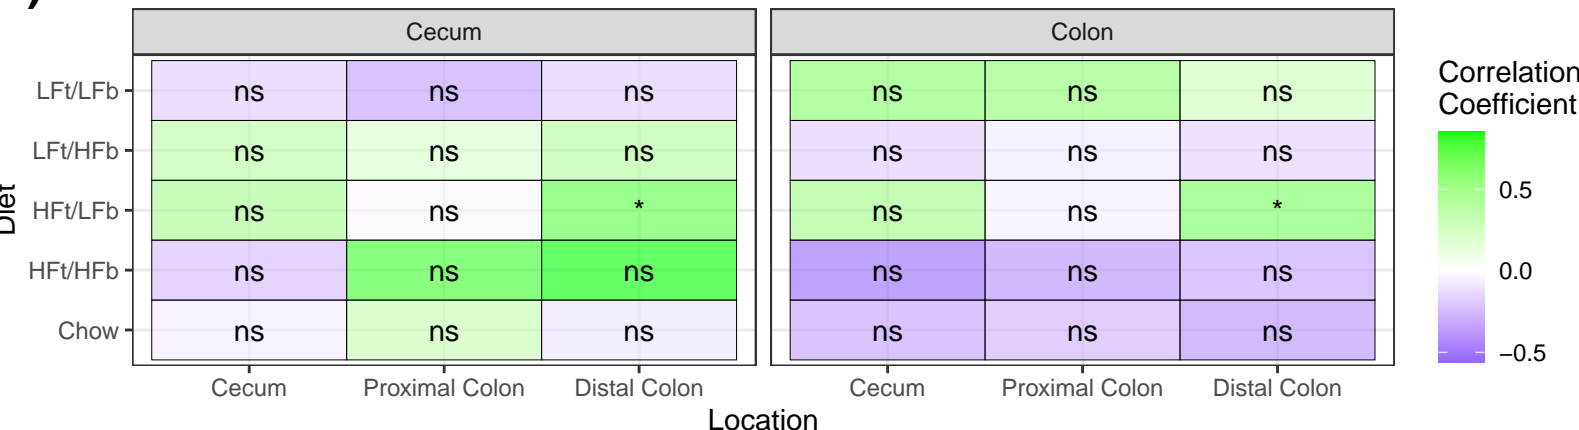 )
Cecum Colon
LFt/LFb ns ns ns ns ns ns
LFt/HFb ns ns ns ns ns ns
HFt/LFb ns ns * ns ns *
HFt/HFb ns ns ns ns ns ns
Chow ns ns ns ns ns ns
Cecum Proximal Colon Distal Colon Cecum Proximal Colon Distal Colon
Location
Diet
Correlation
Coefficient
0.5
0.0
−0.5